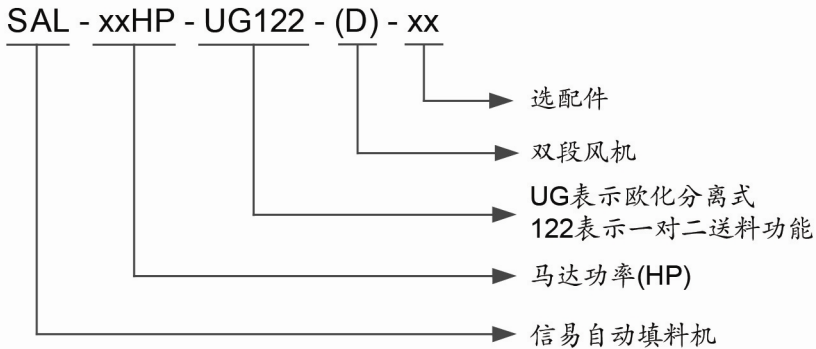 SAL - xxHP - UG122 - (D) - xx
选配件
双段风机
UG表示欧化分离式
122表示一对二送料功能
马达功率(HP)
信易自动填料机